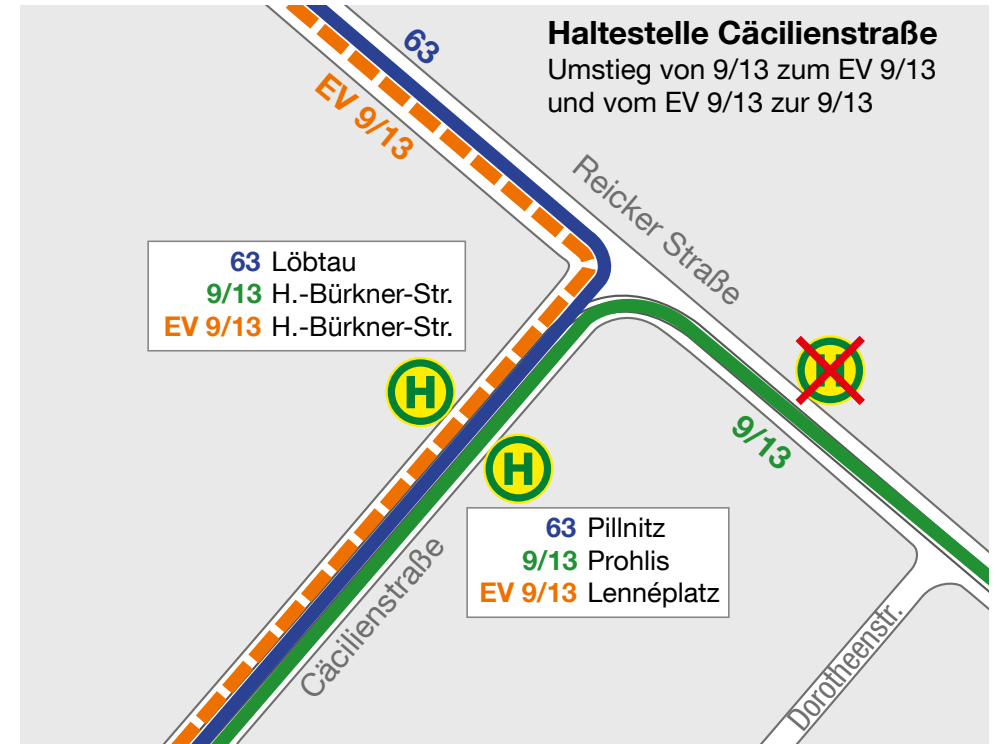 Haltestelle Cäcilienstraße
Umstieg von 9/13 zum EV 9/13
und vom EV 9/13 zur 9/13
63
EV 9/13
Reicker Straße
63 Löbtau
9/13 H.-Bürkner-Str.
EV 9/13 H.-Bürkner-Str.
H
H
9/13
H
63 Pillnitz
9/13 Prohlis
EV 9/13 Lennéplatz
Cäcilienstraße
Dorotheenstr.